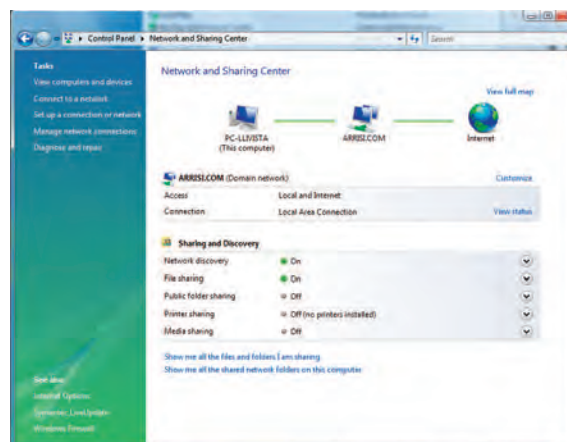 Control Panel ▸ Network and Sharing Center
Search
Tasks
View computers and devices
Connect to a network
Set up a connection or network
Manage network connections
Diagnose and repair
Network and Sharing Center
View full map
PC-LLVISTA
(This computer)
ARRISI.COM
Internet
ARRISI.COM (Domain network)
Customize
Access Local and Internet
Connection Local Area Connection View status
Sharing and Discovery
Network discovery On
File sharing On
Public folder sharing Off
Printer sharing Off (no printers installed)
Media sharing Off
Show me all the files and folders I am sharing
Show me all the shared network folders on this computer
See also
Internet Options
Symantec LiveUpdate
Windows Firewall